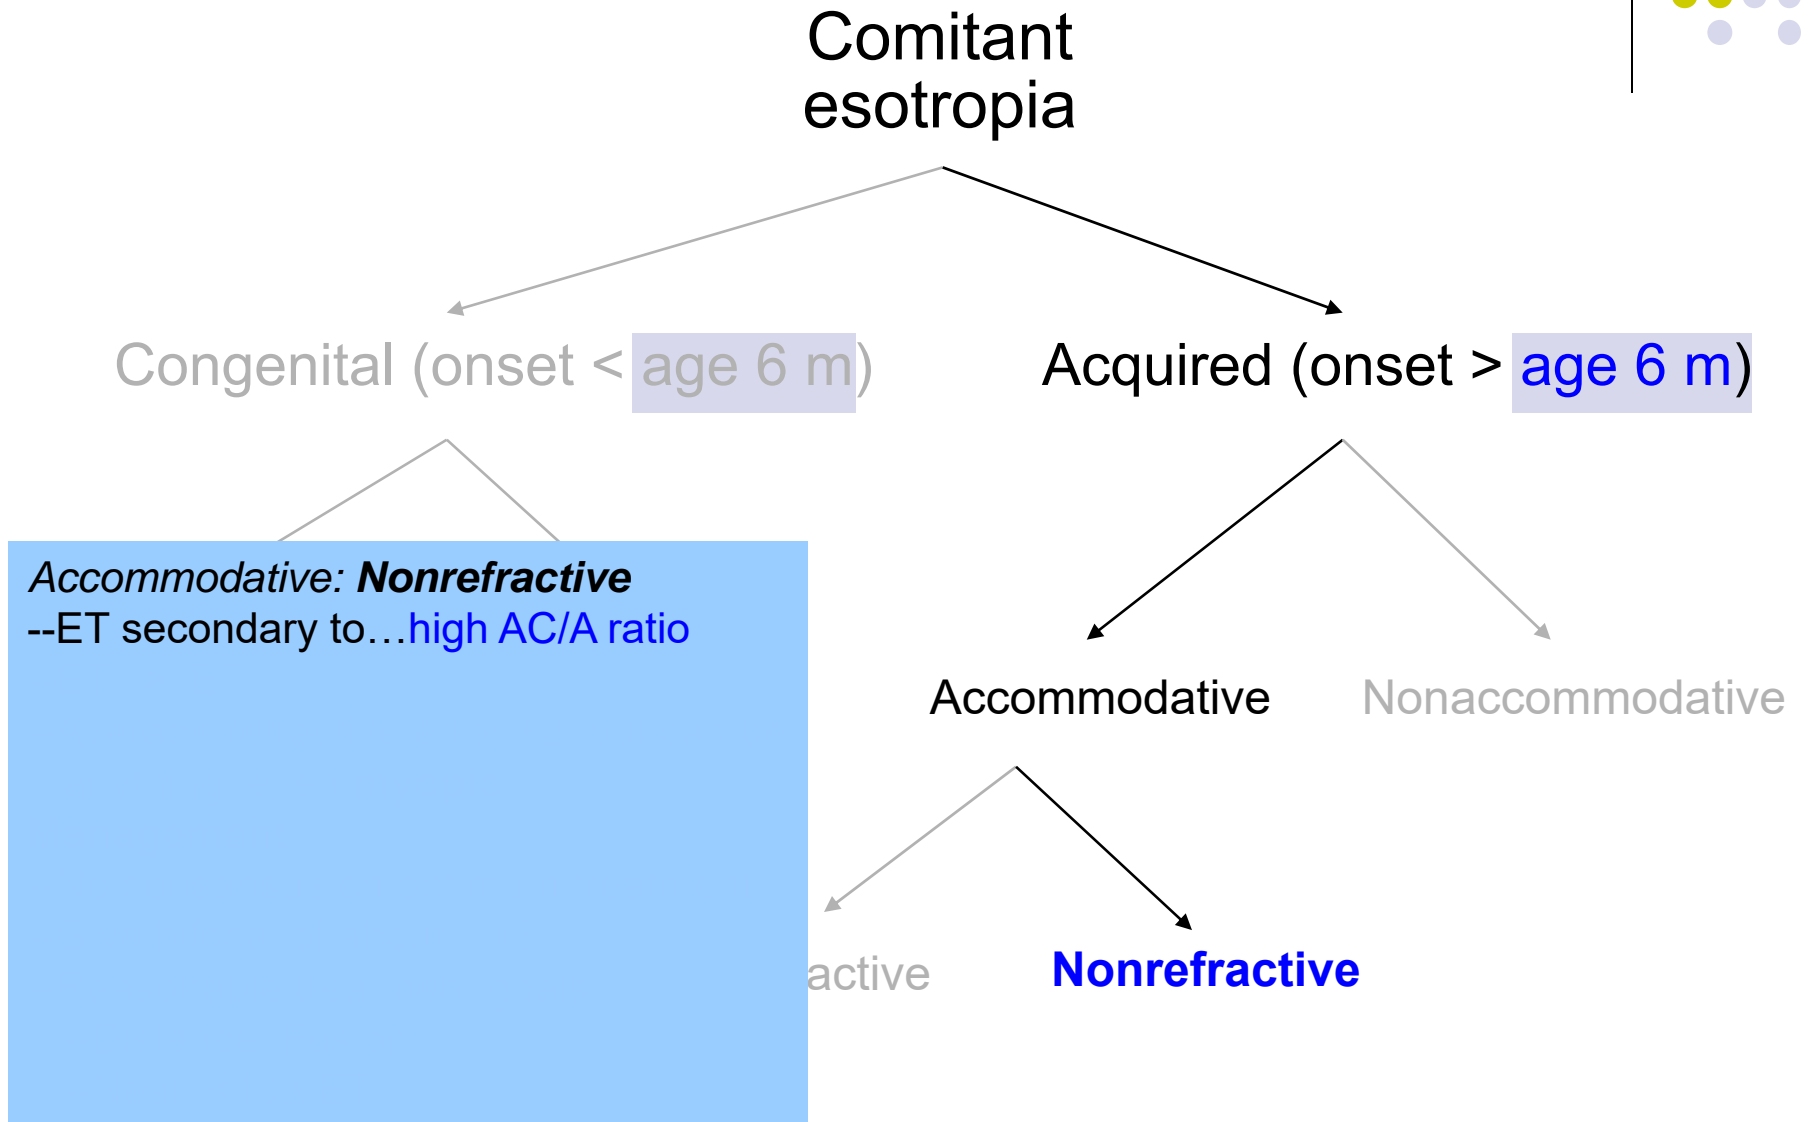 Comitant
esotropia
Congenital (onset < age 6 m)
Acquired (onset > age 6 m)
Accommodative: Nonrefractive
--ET secondary to…high AC/A ratio
Accommodative
Nonaccommodative
active
Nonrefractive